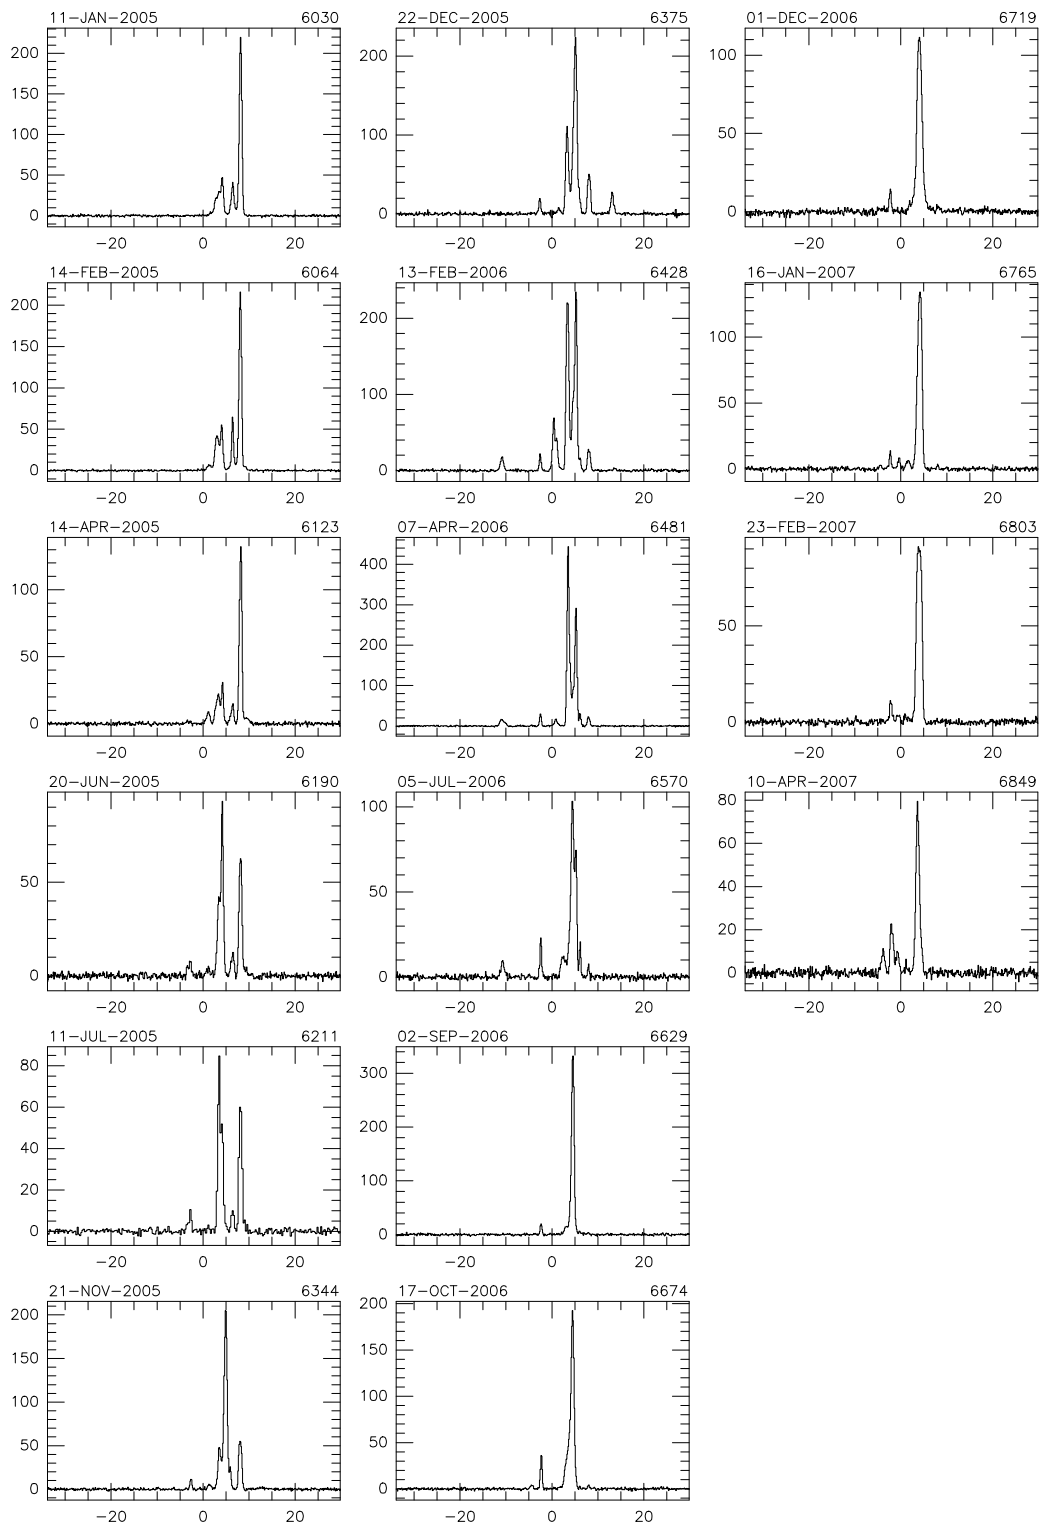 11-JAN-2005 6030
200
150
100
50
0
-20 0 20
14-FEB-2005 6064
200
150
100
50
0
-20 0 20
14-APR-2005 6123
100
50
0
-20 0 20
20-JUN-2005 6190
50
0
-20 0 20
11-JUL-2005 6211
80
60
40
20
0
-20 0 20
21-NOV-2005 6344
200
150
100
50
0
-20 0 20
22-DEC-2005 6375
200
100
0
-20 0 20
13-FEB-2006 6428
200
100
0
-20 0 20
07-APR-2006 6481
400
300
200
100
0
-20 0 20
05-JUL-2006 6570
100
50
0
-20 0 20
02-SEP-2006 6629
300
200
100
0
-20 0 20
17-OCT-2006 6674
200
150
100
50
0
-20 0 20
01-DEC-2006 6719
100
50
0
-20 0 20
16-JAN-2007 6765
100
50
0
-20 0 20
23-FEB-2007 6803
50
0
-20 0 20
10-APR-2007 6849
80
60
40
20
0
-20 0 20